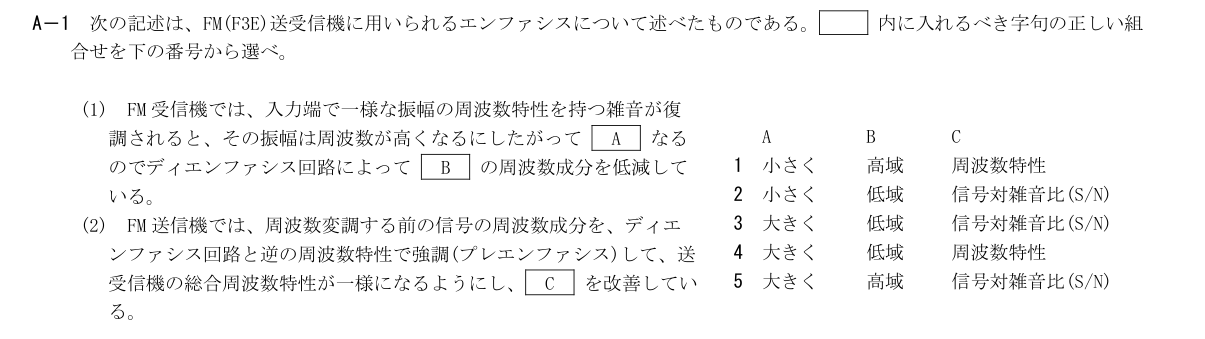 A－1 次の記述は、FM(F3E)送受信機に用いられるエンファシスについて述べたものである。 内に入れるべき字句の正しい組
合せを下の番号から選べ。
(1) FM受信機では、入力端で一様な振幅の周波数特性を持つ雑音が復
調されると、その振幅は周波数が高くなるにしたがって A なる
のでディエンファシス回路によって B の周波数成分を低減して
いる。
(2) FM送信機では、周波数変調する前の信号の周波数成分を、ディエ
ンファシス回路と逆の周波数特性で強調(プレエンファシス)して、送
受信機の総合周波数特性が一様になるようにし、 C を改善してい
る。
A B C
1 小さく 高域 周波数特性
2 小さく 低域 信号対雑音比(S/N)
3 大きく 低域 信号対雑音比(S/N)
4 大きく 低域 周波数特性
5 大きく 高域 信号対雑音比(S/N)